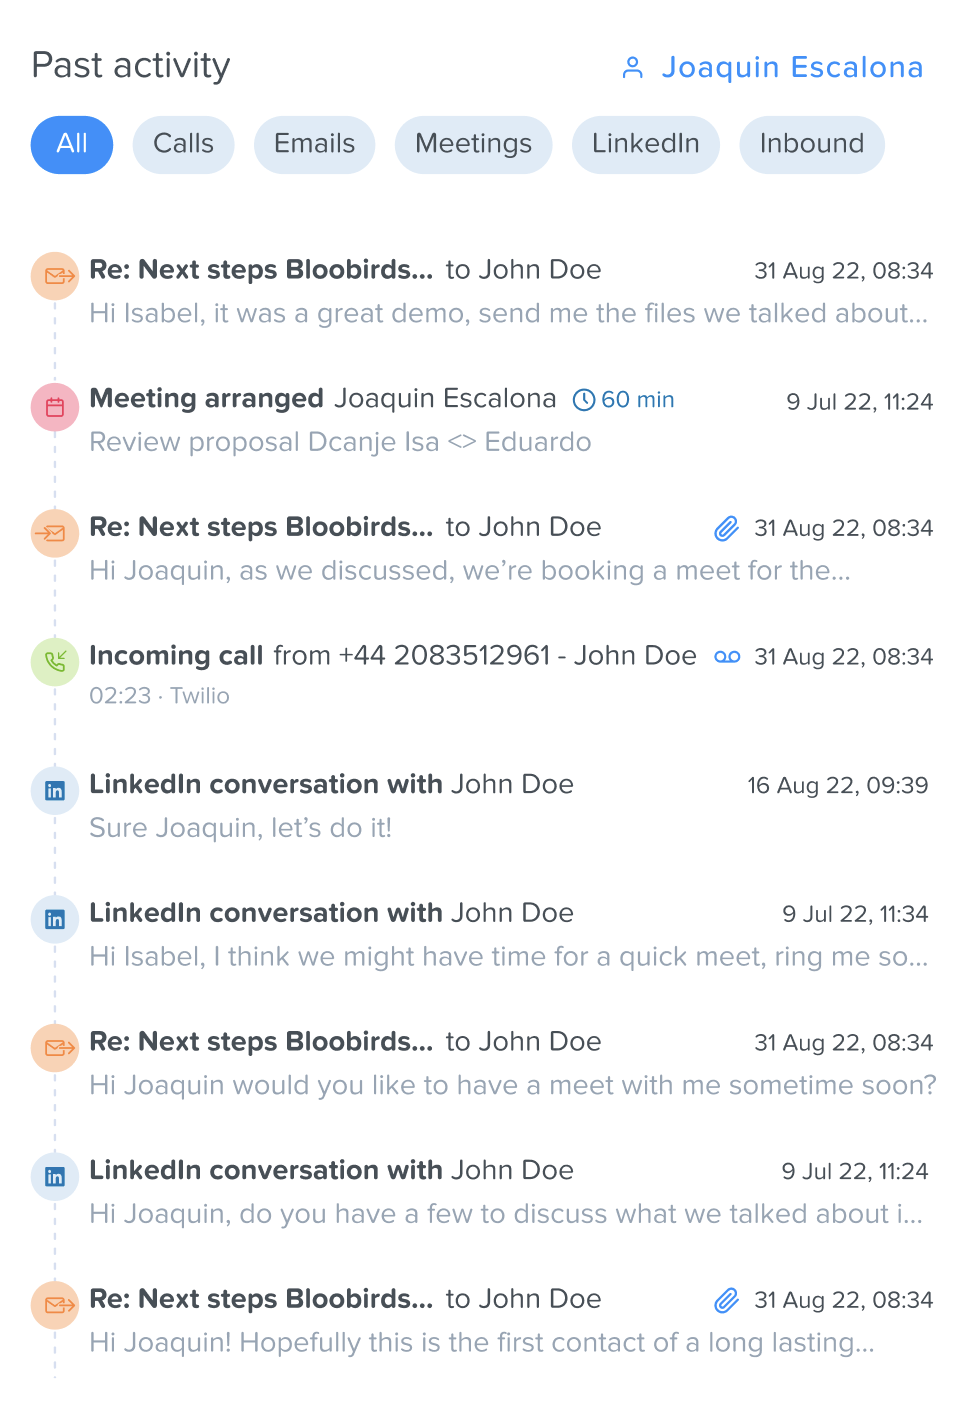 Past activity
Joaquin Escalona
All Calls Emails Meetings LinkedIn Inbound
Re: Next steps Bloobirds... to John Doe 31 Aug 22, 08:34
Hi Isabel, it was a great demo, send me the files we talked about...
Meeting arranged Joaquin Escalona 60 min 9 Jul 22, 11:24
Review proposal Dcanje Isa <> Eduardo
Re: Next steps Bloobirds... to John Doe 31 Aug 22, 08:34
Hi Joaquin, as we discussed, we’re booking a meet for the...
Incoming call from +44 2083512961 - John Doe 31 Aug 22, 08:34
02:23 · Twilio
in
LinkedIn conversation with John Doe 16 Aug 22, 09:39
Sure Joaquin, let’s do it!
in
LinkedIn conversation with John Doe 9 Jul 22, 11:34
Hi Isabel, I think we might have time for a quick meet, ring me so...
Re: Next steps Bloobirds... to John Doe 31 Aug 22, 08:34
Hi Joaquin would you like to have a meet with me sometime soon?
in
LinkedIn conversation with John Doe 9 Jul 22, 11:24
Hi Joaquin, do you have a few to discuss what we talked about i...
Re: Next steps Bloobirds... to John Doe 31 Aug 22, 08:34
Hi Joaquin! Hopefully this is the first contact of a long lasting...